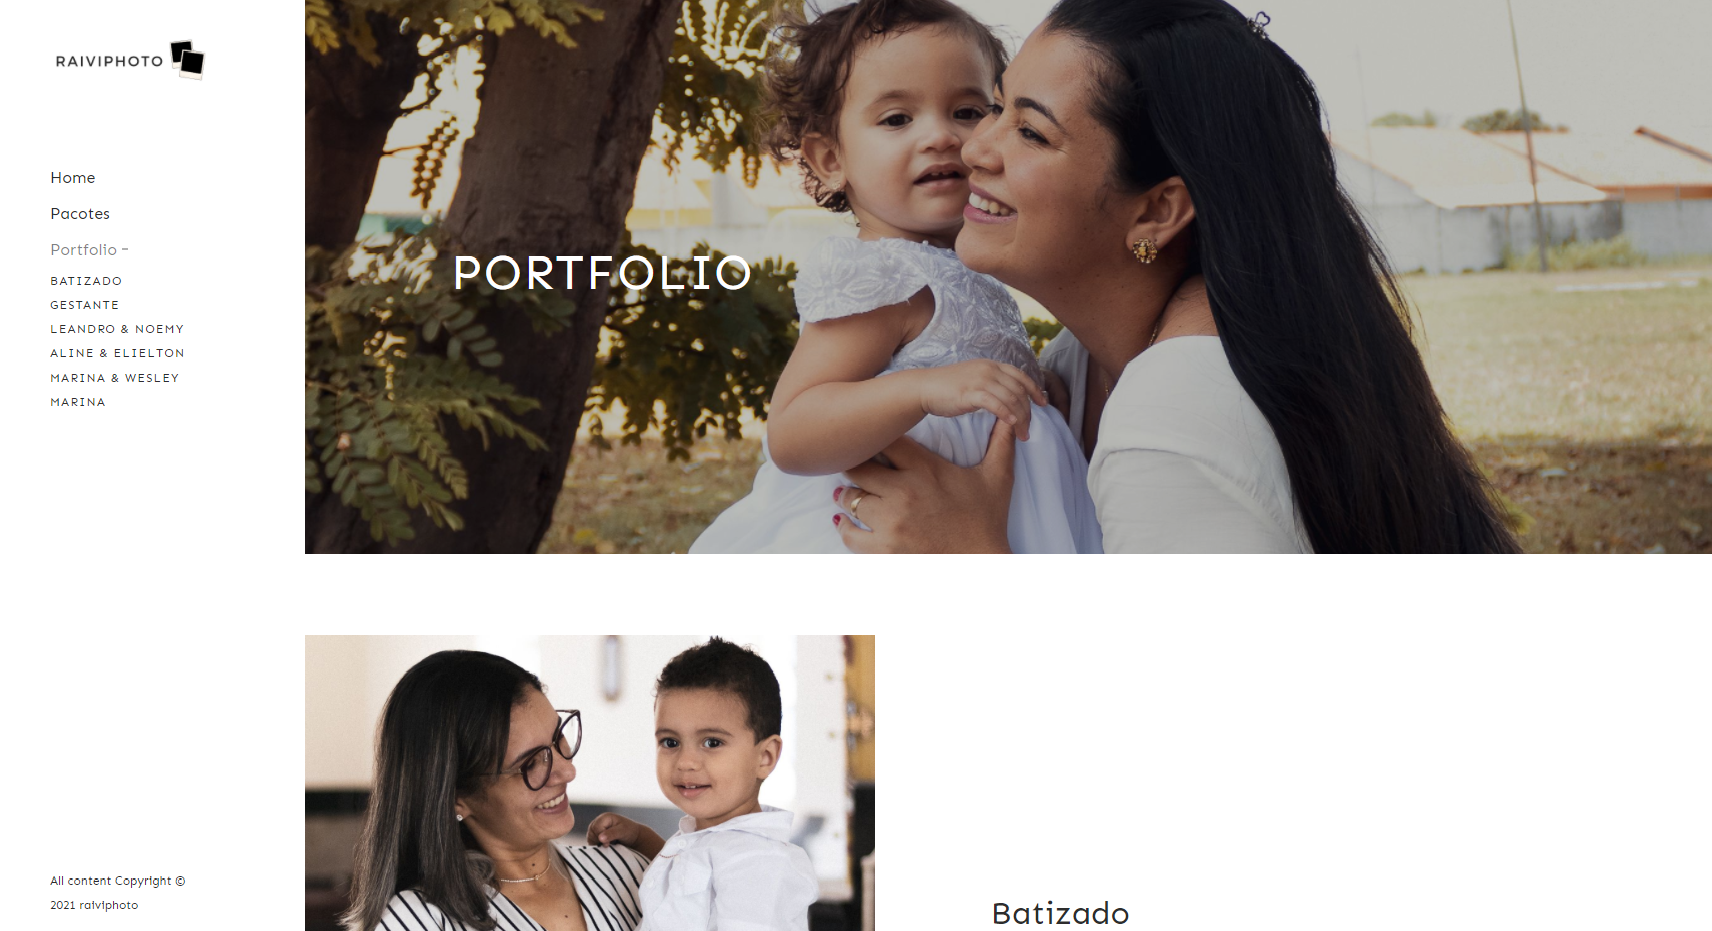 RAIVIPHOTO
Home
Pacotes
Portfolio –
BATIZADO
GESTANTE
LEANDRO & NOEMY
ALINE & ELIELTON
MARINA & WESLEY
MARINA
PORTFOLIO
Batizado
All content Copyright ©
2021 raiviphoto